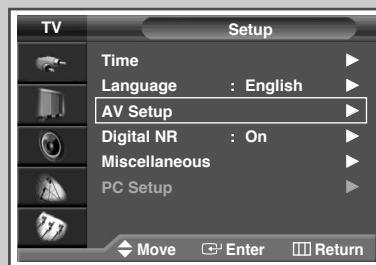 TV Setup
Time
Language : English
AV Setup
Digital NR : On
Miscellaneous
PC Setup
Move Enter Return